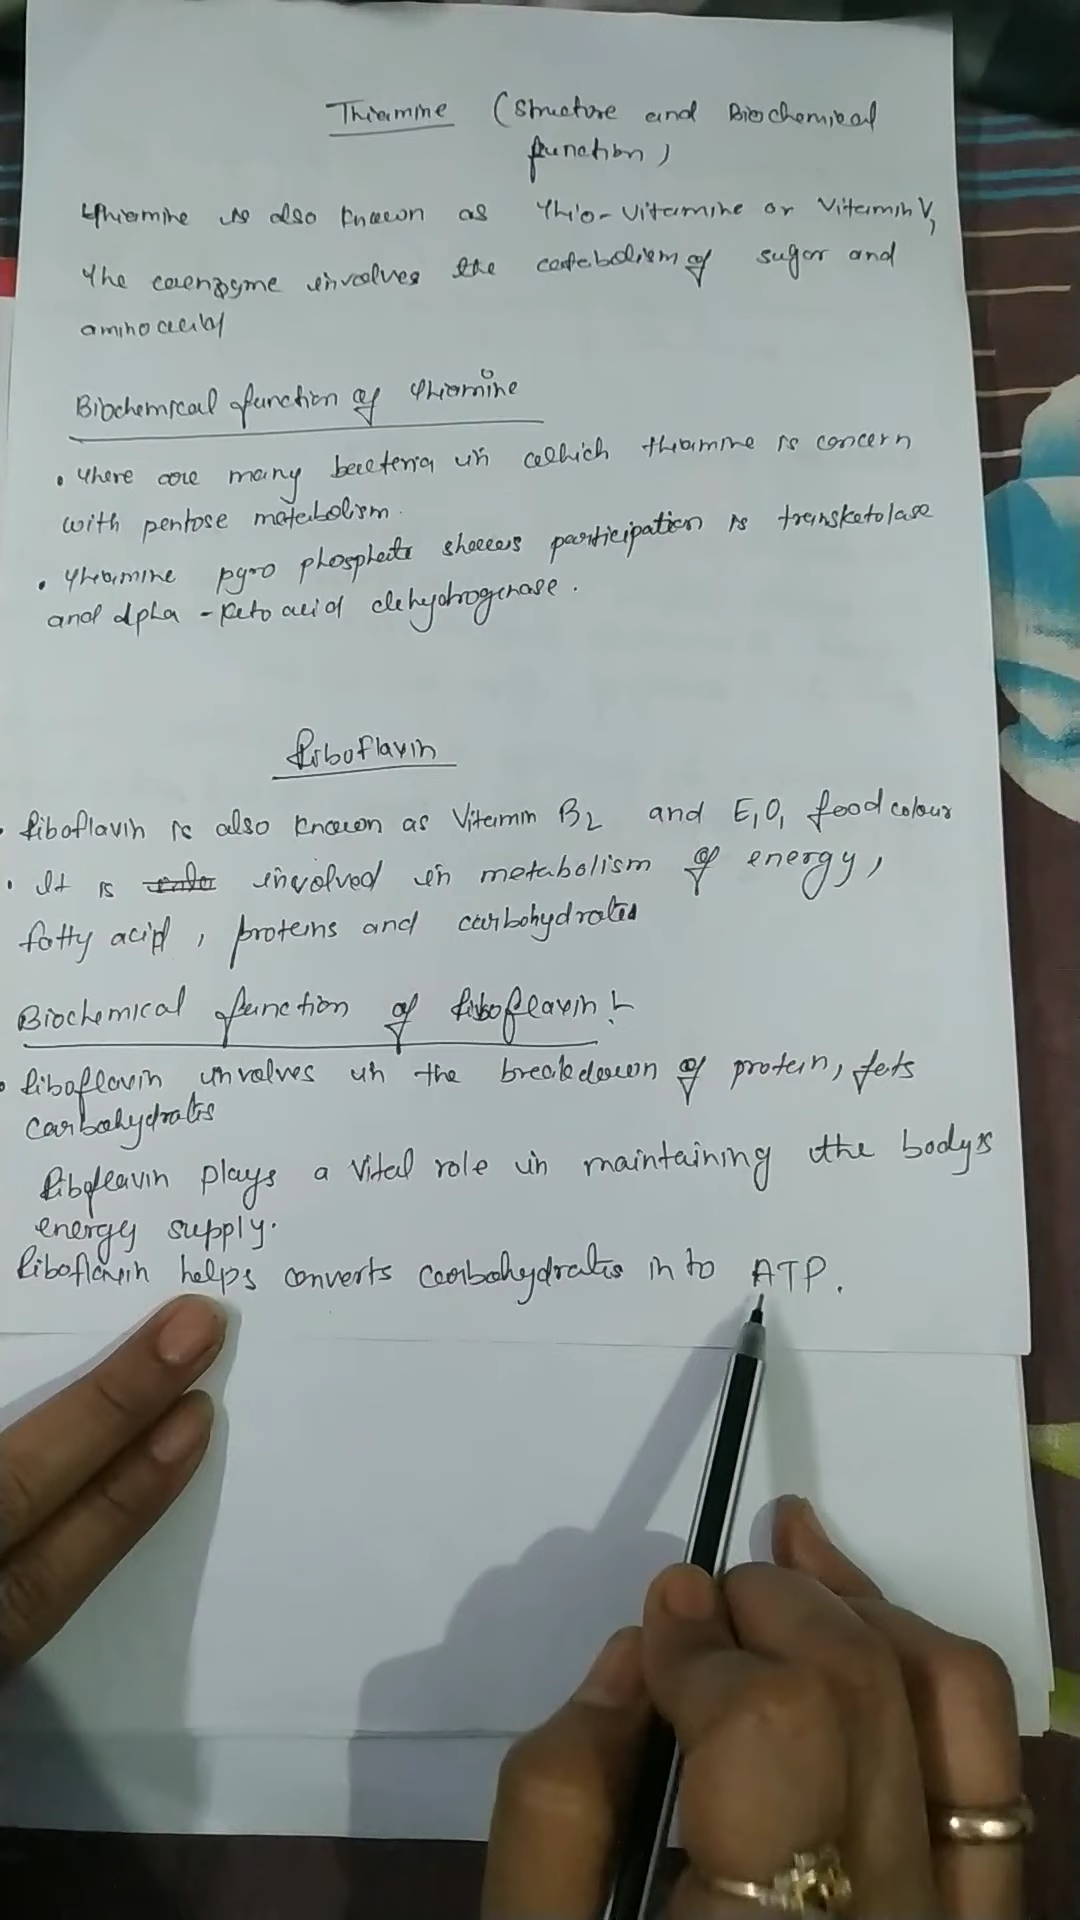 Thiamine (Structure and Biochemical
function)
Thiamine is also known as Thio-vitamine or Vitamin V,
The coenzyme involves the catebolism of sugar and
amino acid
Biochemical function of Thiamine
• There are many bacteria in which thiamine is concern
with pentose matebolism.
• Thiamine pyro phosphate shows participation is transketolase
and alpha - Keto acid dehydrogenase.
Riboflavin
• Riboflavin is also known as Vitamin B2 and E,O, food colour
• It is involved in metabolism of energy,
fatty acid, proteins and carbohydrates
Biochemical function of Riboflavin :-
• Riboflavin involves in the breakdown of protein, fats
carbohydrates
Riboflavin plays a vital role in maintaining the body's
energy supply.
Riboflavin helps converts carbohydrates in to ATP.